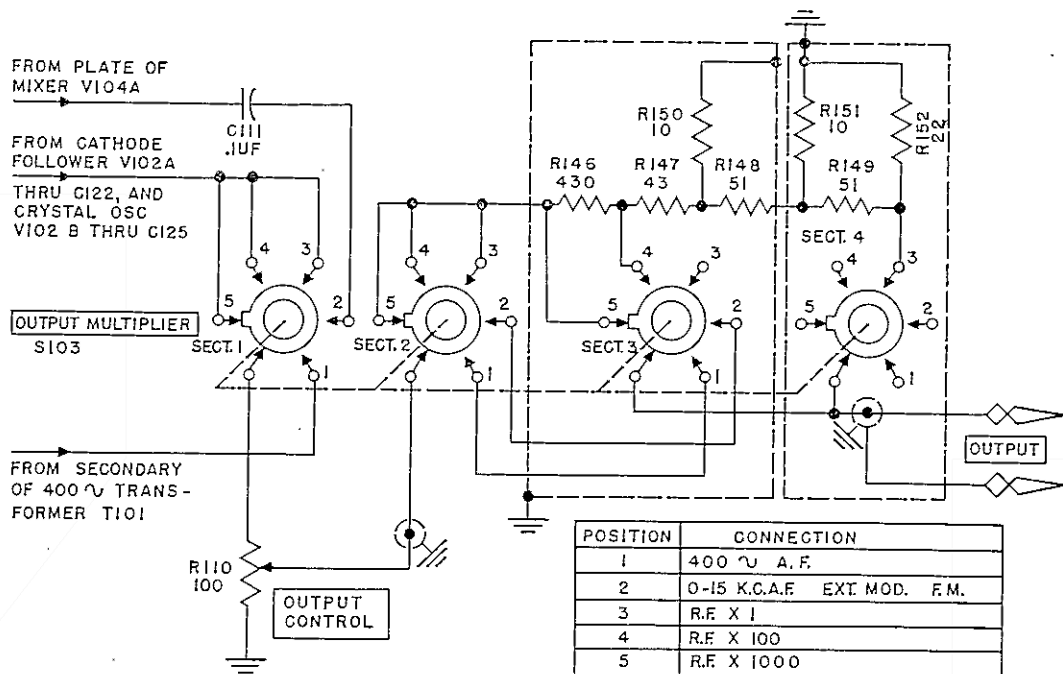 FROM PLATE OF
MIXER V104A
C111
.1UF
FROM CATHODE
FOLLOWER V102A
THRU C122, AND
CRYSTAL OSC
V102 B THRU C125
OUTPUT MULTIPLIER
S103
4
3
5
2
SECT.1
1
4
3
5
2
SECT.2
1
R146
430
R147
43
R148
51
R150
10
R151
10
R152
22
R149
51
4
3
5
2
SECT.3
1
SECT. 4
4
3
5
2
1
FROM SECONDARY
OF 400 ∿ TRANS-
FORMER T101
R110
100
OUTPUT
CONTROL
OUTPUT
POSITION CONNECTION
1 400 ∿ A.F.
2 0-15 K.C.A.F. EXT. MOD. F.M.
3 R.F. X 1
4 R.F. X 100
5 R.F. X 1000